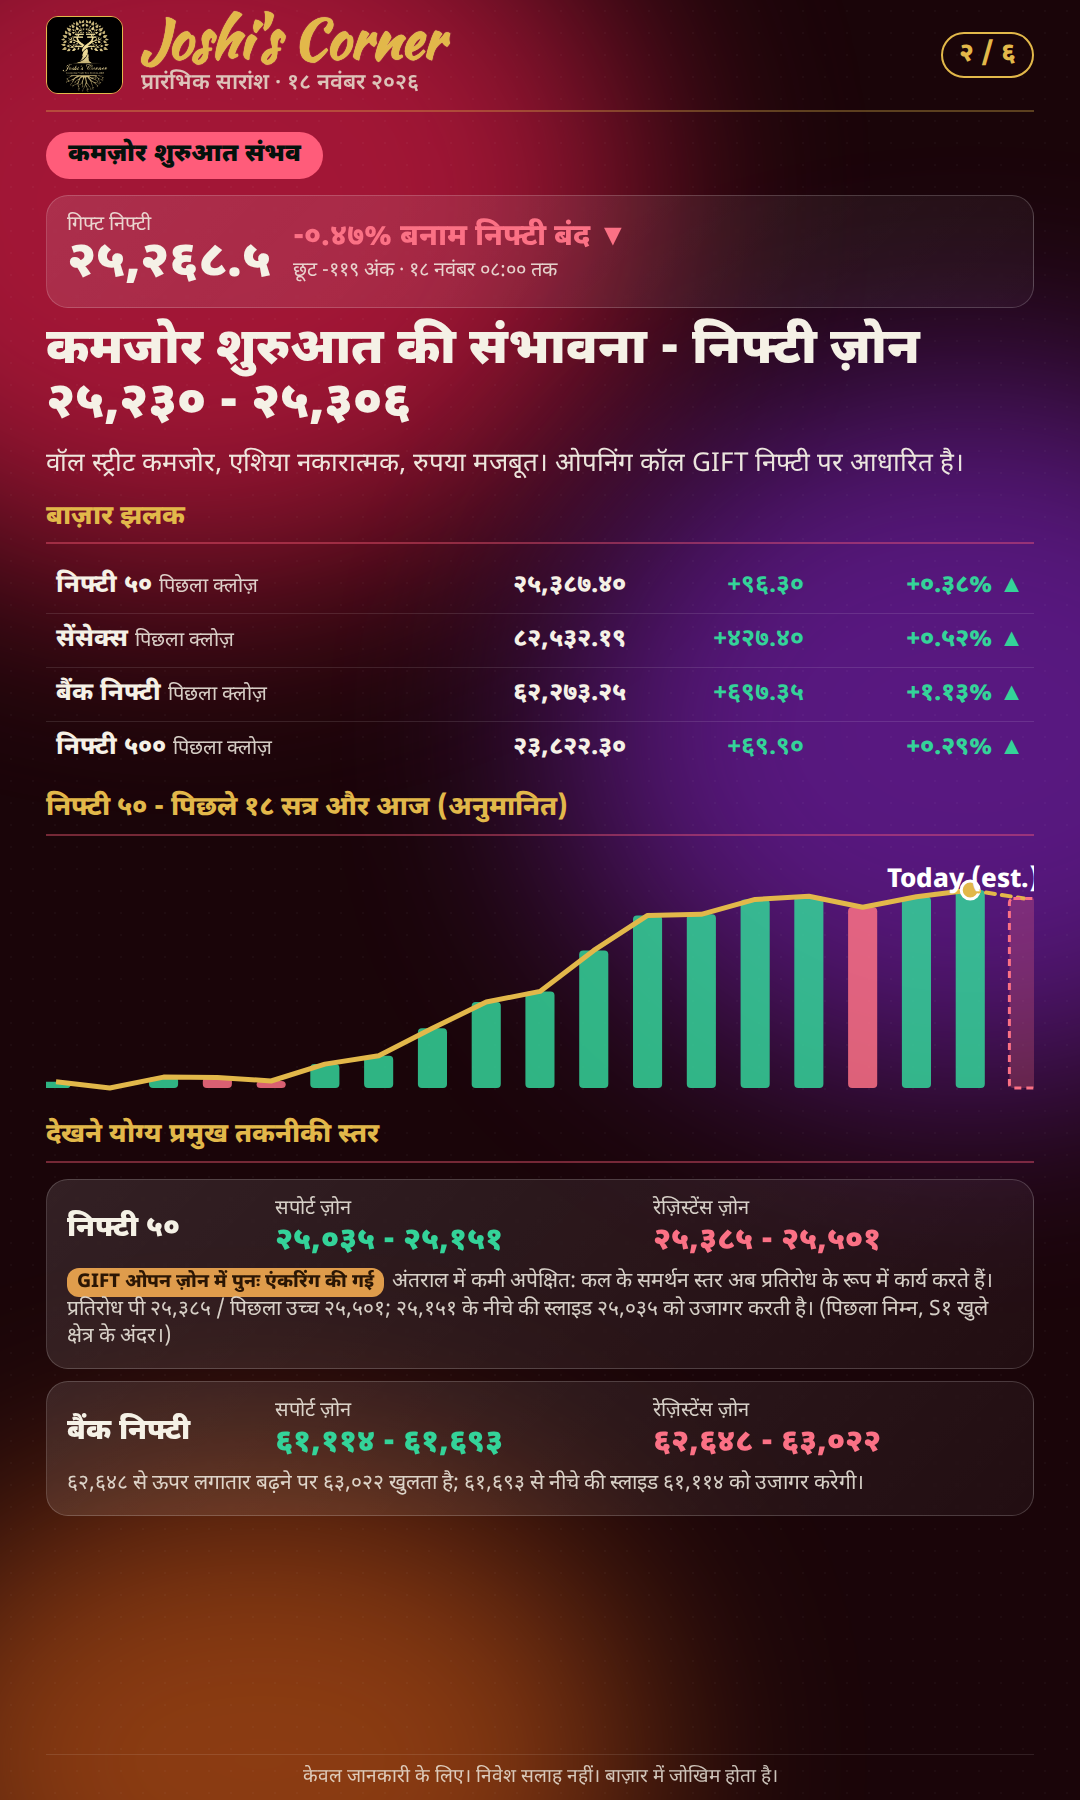 Joshi's Corner
Joshi's Corner
प्रारंभिक सारांश · १८ नवंबर २०२६
२ / ६
कमज़ोर शुरुआत संभव
गिफ्ट निफ्टी
२५,२६८.५
-०.४७% बनाम निफ्टी बंद ▼
छूट -११९ अंक · १८ नवंबर ०८:०० तक
कमजोर शुरुआत की संभावना - निफ्टी ज़ोन
२५,२३० - २५,३०६
वॉल स्ट्रीट कमजोर, एशिया नकारात्मक, रुपया मजबूत। ओपनिंग कॉल GIFT निफ्टी पर आधारित है।
बाज़ार झलक
निफ्टी ५० पिछला क्लोज़ २५,३८७.४० +९६.३० +०.३८% ▲
सेंसेक्स पिछला क्लोज़ ८२,५३२.१९ +४२७.४० +०.५२% ▲
बैंक निफ्टी पिछला क्लोज़ ६२,२७३.२५ +६९७.३५ +१.१३% ▲
निफ्टी ५०० पिछला क्लोज़ २३,८२२.३० +६९.९० +०.२९% ▲
निफ्टी ५० - पिछले १८ सत्र और आज (अनुमानित)
Today (est.)
देखने योग्य प्रमुख तकनीकी स्तर
निफ्टी ५०
सपोर्ट ज़ोन
२५,०३५ - २५,१५१
रेज़िस्टेंस ज़ोन
२५,३८५ - २५,५०१
GIFT ओपन ज़ोन में पुनः एंकरिंग की गई अंतराल में कमी अपेक्षित: कल के समर्थन स्तर अब प्रतिरोध के रूप में कार्य करते हैं।
प्रतिरोध पी २५,३८५ / पिछला उच्च २५,५०१; २५,१५१ के नीचे की स्लाइड २५,०३५ को उजागर करती है। (पिछला निम्न, S१ खुले
क्षेत्र के अंदर।)
बैंक निफ्टी
सपोर्ट ज़ोन
६१,११४ - ६१,६९३
रेज़िस्टेंस ज़ोन
६२,६४८ - ६३,०२२
६२,६४८ से ऊपर लगातार बढ़ने पर ६३,०२२ खुलता है; ६१,६९३ से नीचे की स्लाइड ६१,११४ को उजागर करेगी।
केवल जानकारी के लिए। निवेश सलाह नहीं। बाज़ार में जोखिम होता है।